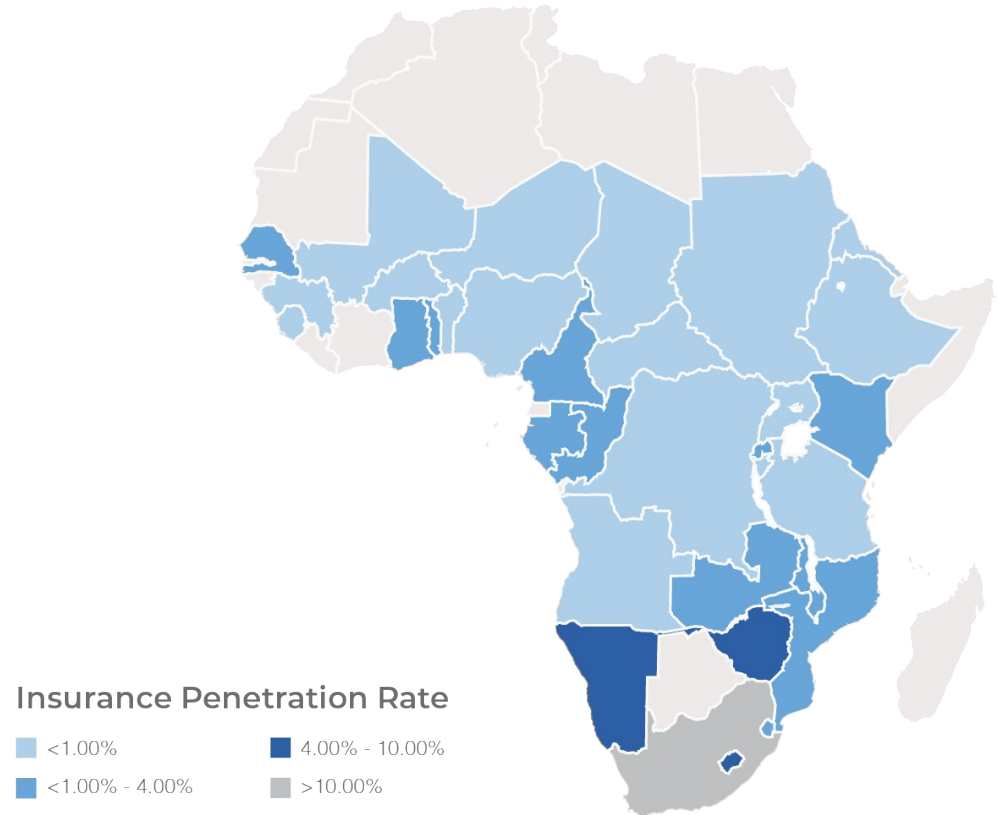 Insurance Penetration Rate
<1.00%
4.00% - 10.00%
<1.00% - 4.00%
>10.00%